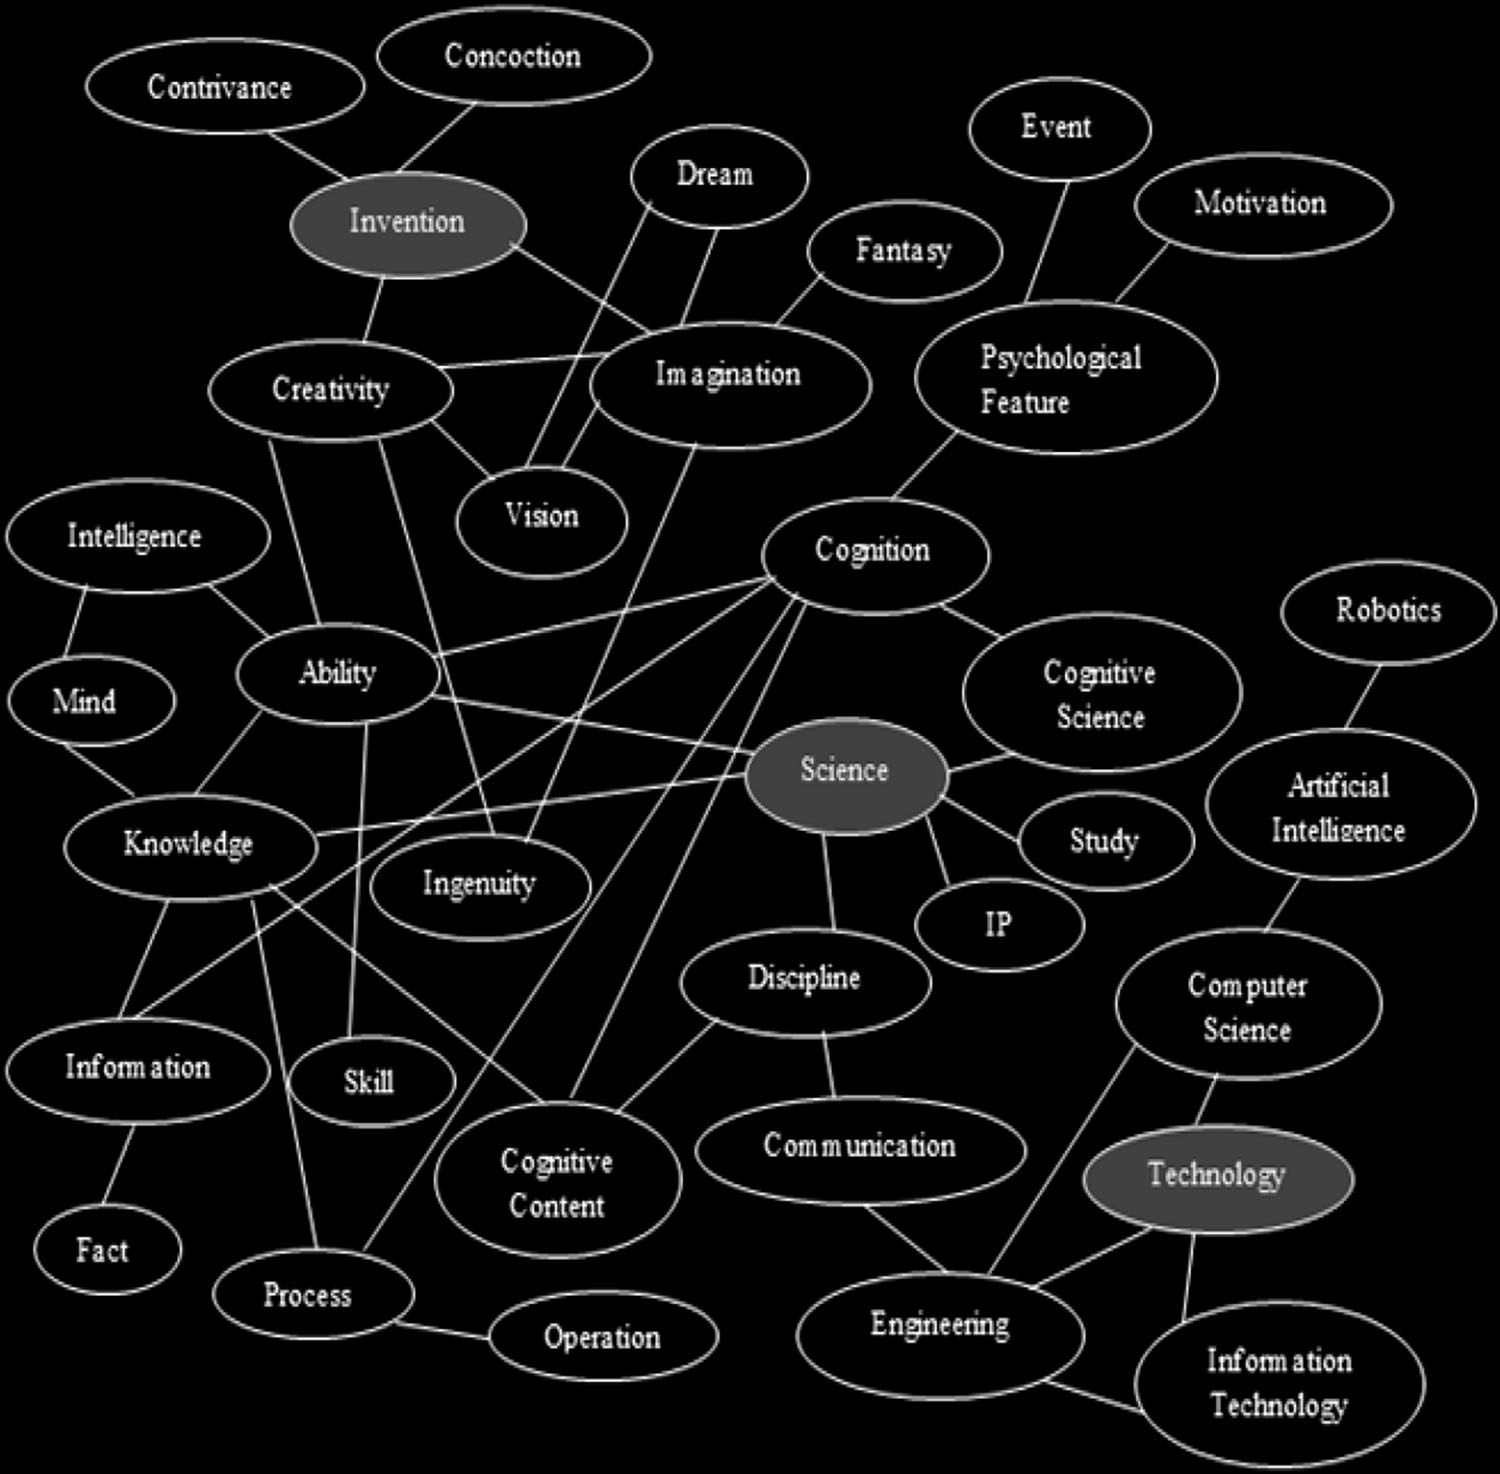 Concoction
Contrivance
Event
Dream
Motivation
Invention
Fantasy
Psychological
Feature
Imagination
Creativity
Vision
Intelligence
Cognition
Robotics
Ability
Cognitive
Science
Mind
Science
Artificial
Intelligence
Knowledge
Study
Ingenuity
IP
Discipline
Computer
Science
Information
Skill
Communication
Cognitive
Content
Technology
Fact
Process
Operation
Engineering
Information
Technology